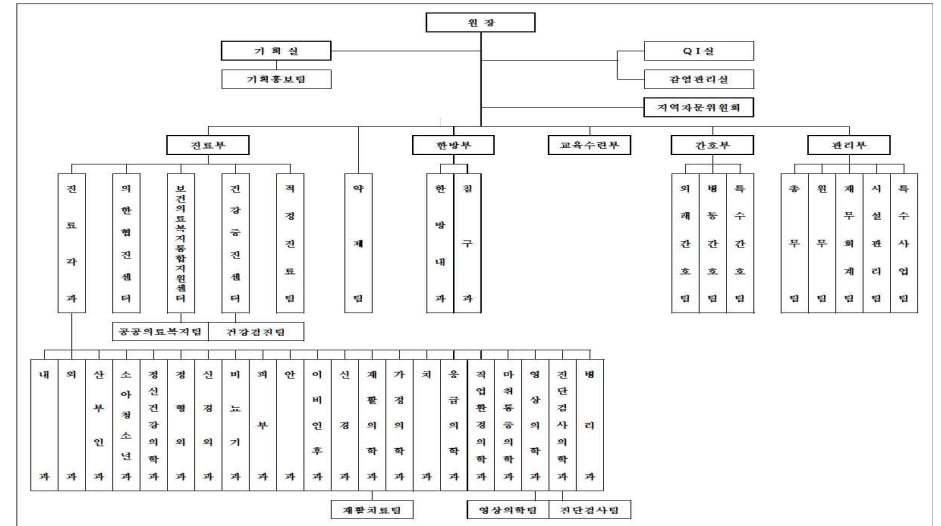 원 장
기 획 실
QI실
기획홍보팀
감염관리실
지역자문위원회
진료부
한방부
교육수련부
간호부
관리부
진료각과
의한협진센터
보건의료복지통합지원센터
건강증진센터
적정진료팀
약제팀
한방내과
침구과
외래간호팀
병동간호팀
특수간호팀
총무팀
원무팀
재무회계팀
시설관리팀
특수사업팀
공공의료복지팀
건강검진팀
내과
외과
산부인과
소아청소년과
정신건강의학과
정형외과
신경외과
비뇨기과
피부과
안과
이비인후과
신경과
재활의학과
가정의학과
치과
응급의학과
직업환경의학과
마취통증의학과
영상의학과
진단검사의학과
병리과
재활치료팀
영상의학팀
진단검사팀